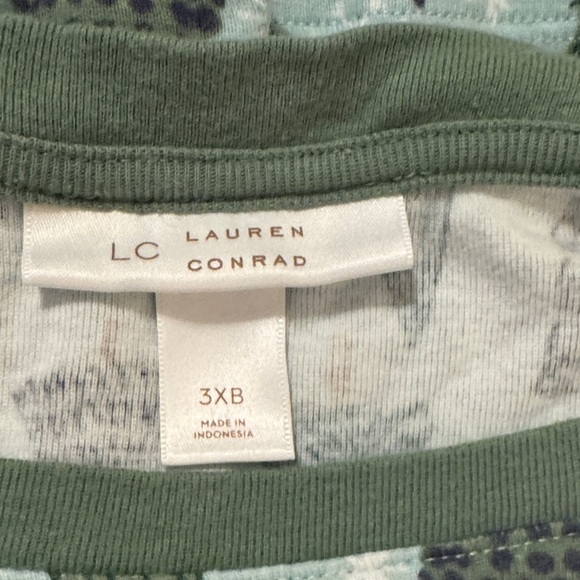 LC LAUREN
CONRAD
3XB
MADE IN
INDONESIA